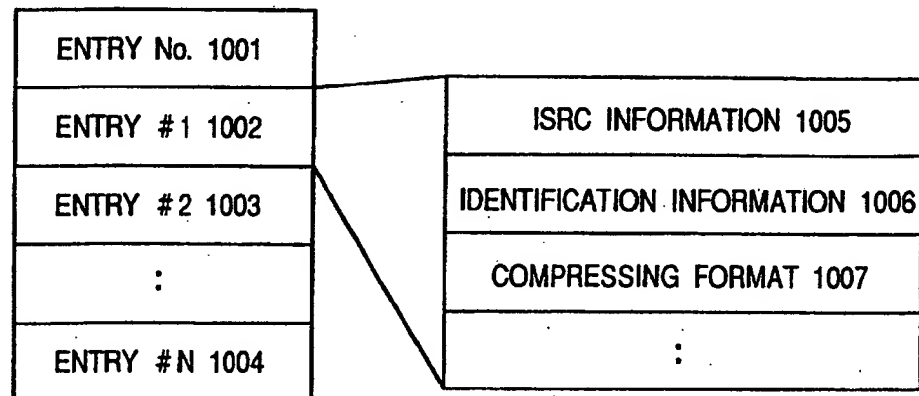 ENTRY No. 1001
ENTRY #1 1002
ENTRY #2 1003
:
ENTRY #N 1004
ISRC INFORMATION 1005
IDENTIFICATION INFORMATION 1006
COMPRESSING FORMAT 1007
: